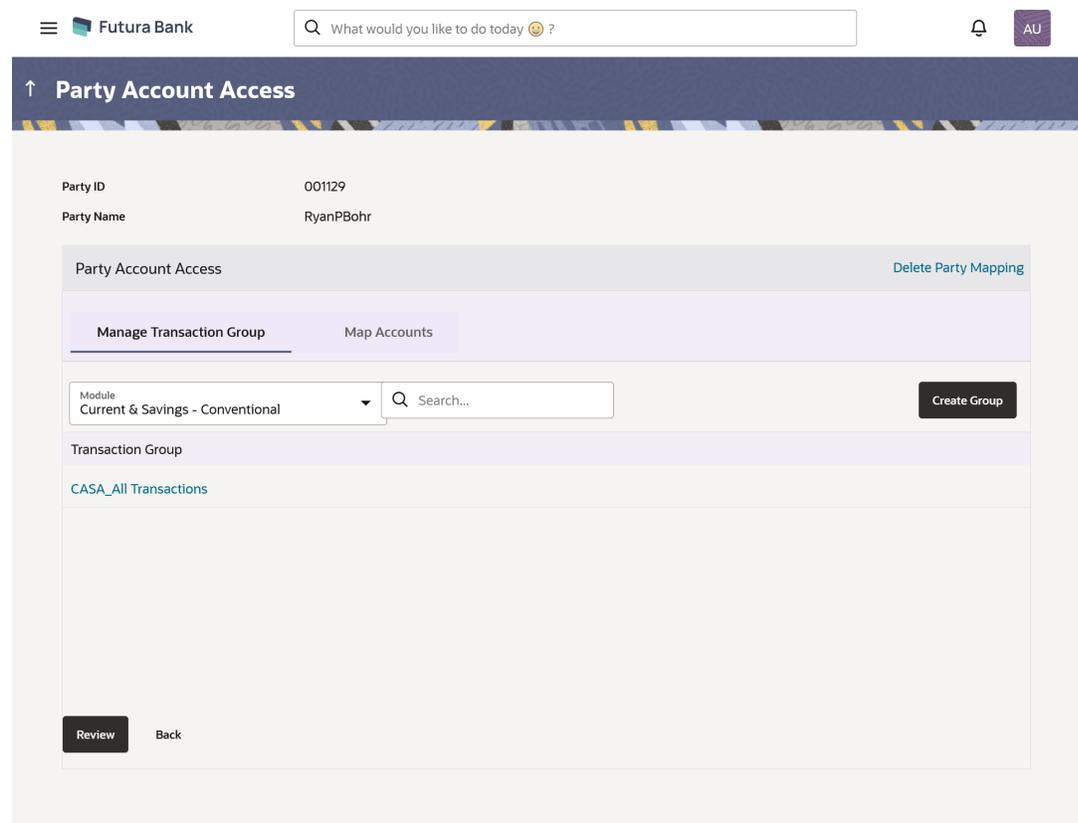 Futura Bank
What would you like to do today 😀 ?
AU
↑ Party Account Access
Party ID 001129
Party Name RyanPBohr
Party Account Access Delete Party Mapping
Manage Transaction Group Map Accounts
Module
Current & Savings - Conventional
Search...
Create Group
Transaction Group
CASA_All Transactions
Review Back